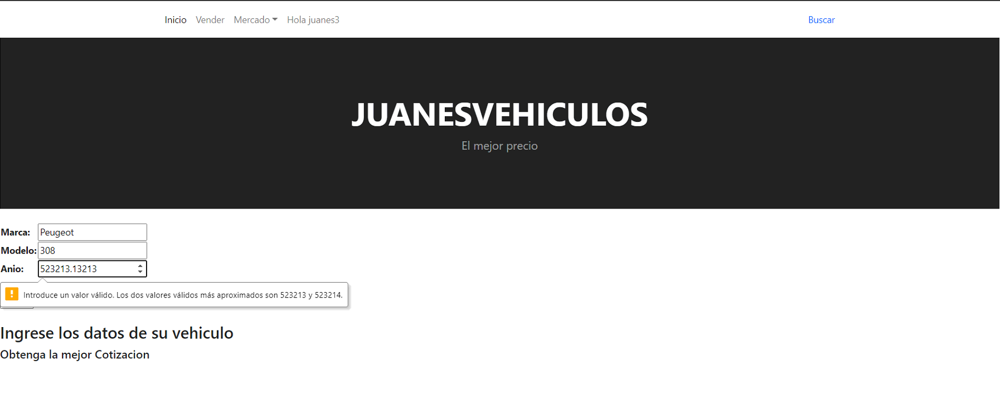 Inicio Vender Mercado Hola juanes3 Buscar
JUANESVEHICULOS
El mejor precio
Marca: Peugeot
Modelo: 308
Anio: 523213.13213
Introduce un valor válido. Los dos valores válidos más aproximados son 523213 y 523214.
Ingrese los datos de su vehiculo
Obtenga la mejor Cotizacion